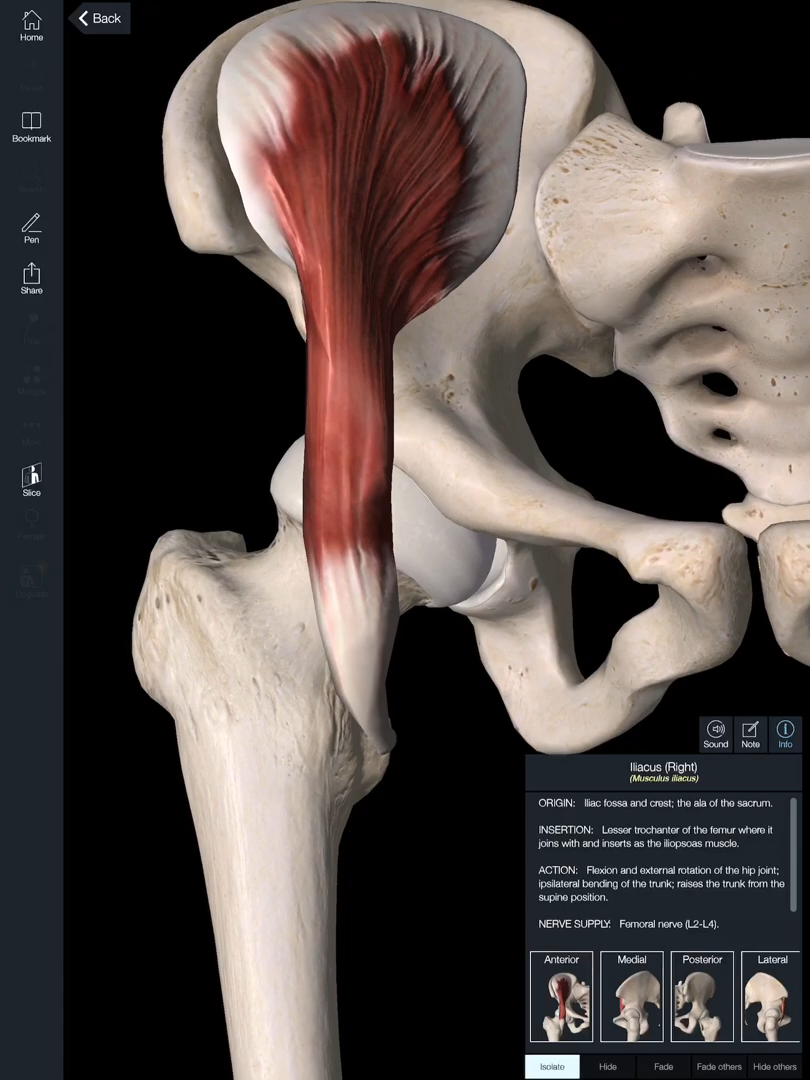 Back
Home
Bookmark
Pen
Share
Slice
Sound
Note
Info
Iliacus (Right)
(Musculus iliacus)
ORIGIN: Iliac fossa and crest; the ala of the sacrum.
INSERTION: Lesser trochanter of the femur where it
joins with and inserts as the iliopsoas muscle.
ACTION: Flexion and external rotation of the hip joint;
ipsilateral bending of the trunk; raises the trunk from the
supine position.
NERVE SUPPLY: Femoral nerve (L2-L4).
Anterior
Medial
Posterior
Lateral
Isolate
Hide
Fade
Fade others
Hide others